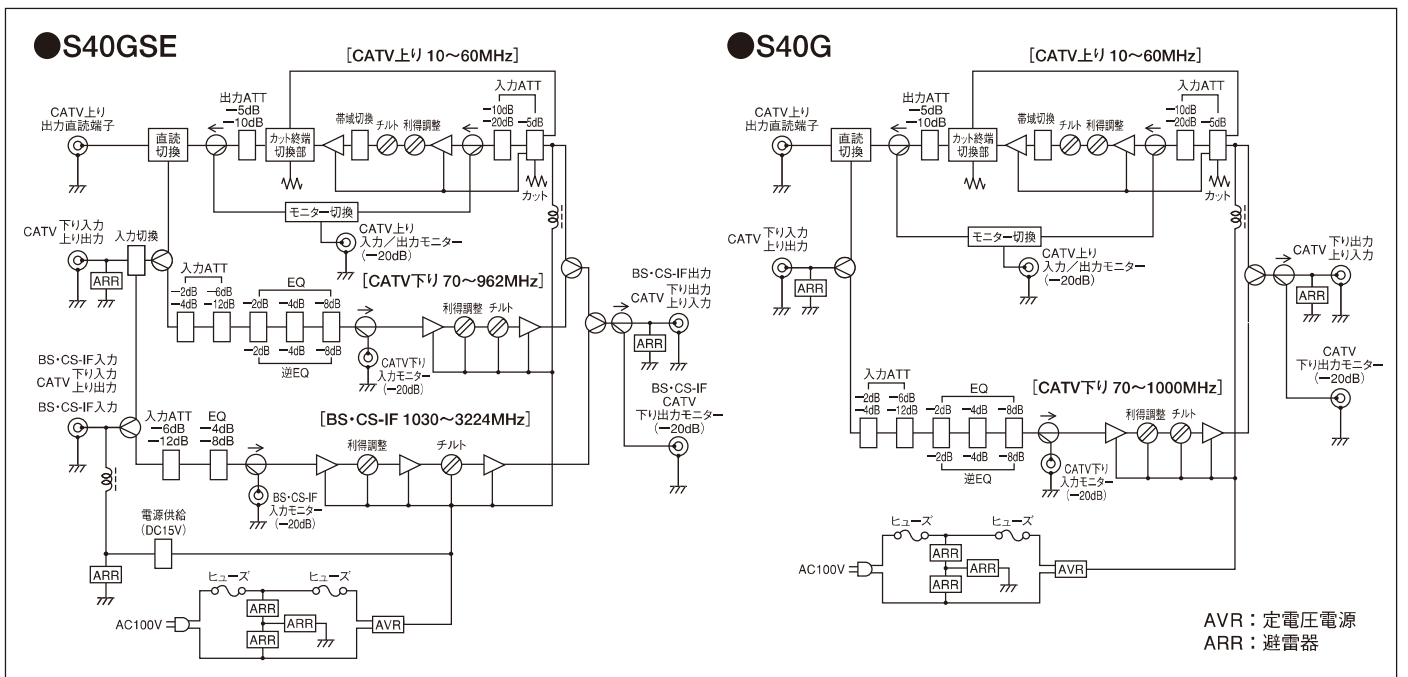 ●S40GSE
[CATV上り 10～60MHz]
入力ATT
−10dB
−20dB
−5dB
出力ATT
−5dB
−10dB
帯域切換
チルト
利得調整
CATV上り
出力直読端子
直読
切換
カット終端
切換部
カット
モニター切換
CATV上り
入力／出力モニター
(−20dB)
CATV 下り入力
上り出力
入力切換
ARR
入力ATT
−2dB
−4dB
−6dB
−12dB
EQ
−2dB
−4dB
−8dB
−2dB
−4dB
−8dB
逆EQ
[CATV下り 70～962MHz]
利得調整
チルト
CATV下り
入力モニター
(−20dB)
BS・CS-IF出力
CATV 下り出力
上り入力
ARR
BS・CS-IF
CATV
下り出力モニター
(−20dB)
BS・CS-IF入力
CATV 下り入力
上り出力
BS・CS-IF入力
入力ATT
−6dB
−12dB
EQ
−4dB
−8dB
[BS・CS-IF 1030～3224MHz]
利得調整
チルト
BS・CS-IF
入力モニター
(−20dB)
電源供給
(DC15V)
ARR
ヒューズ
ヒューズ
ARR
ARR
ARR
AC100V
AVR
●S40G
[CATV上り 10～60MHz]
入力ATT
−10dB
−20dB
−5dB
出力ATT
−5dB
−10dB
帯域切換
チルト
利得調整
CATV上り
出力直読端子
直読
切換
カット終端
切換部
カット
モニター切換
CATV上り
入力／出力モニター
(−20dB)
CATV 下り入力
上り出力
ARR
CATV 下り出力
上り入力
ARR
CATV
下り出力モニター
(−20dB)
入力ATT
−2dB
−4dB
−6dB
−12dB
EQ
−2dB
−4dB
−8dB
−2dB
−4dB
−8dB
逆EQ
[CATV下り 70～1000MHz]
利得調整
チルト
CATV下り
入力モニター
(−20dB)
ヒューズ
ヒューズ
ARR
ARR
ARR
AC100V
AVR
AVR：定電圧電源
ARR：避雷器